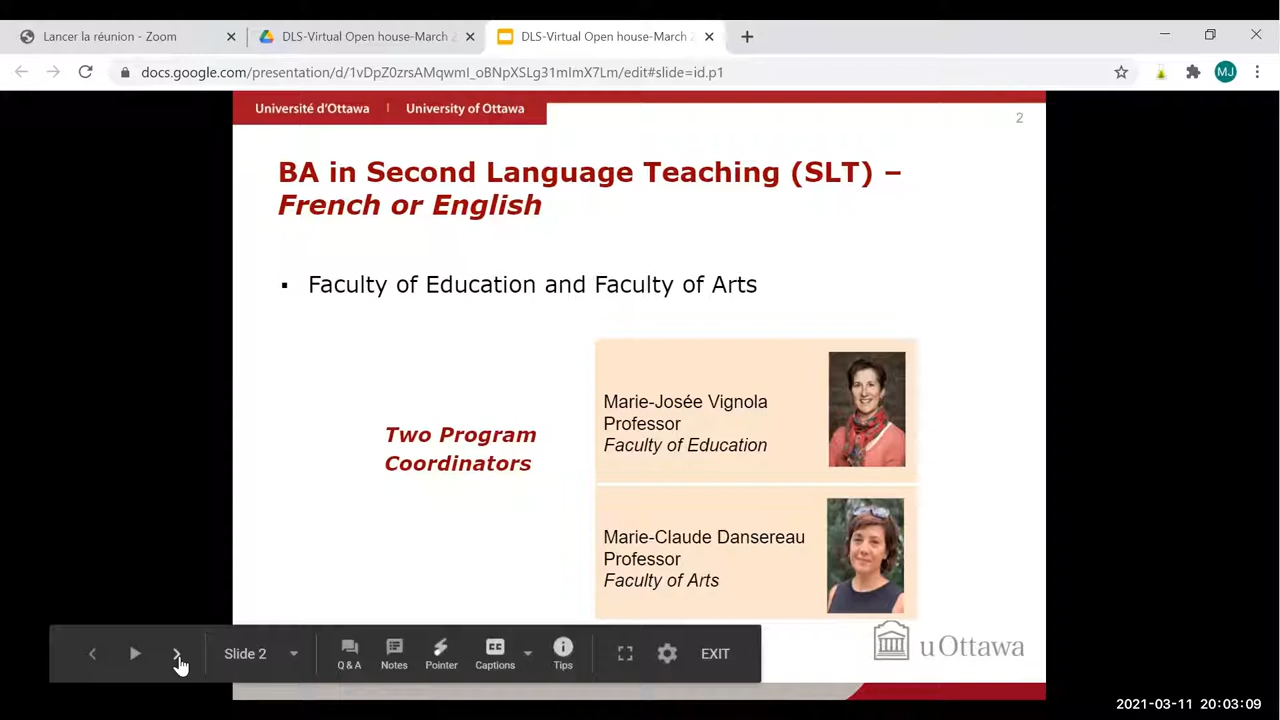 Lancer la réunion - Zoom
DLS-Virtual Open house-March 2
DLS-Virtual Open house-March 2
docs.google.com/presentation/d/1vDpZ0zrsAMqwmI_oBNpXSLg31mImX7Lm/edit#slide=id.p1
MJ
Université d'Ottawa | University of Ottawa
2
BA in Second Language Teaching (SLT) –
French or English
▪ Faculty of Education and Faculty of Arts
Two Program
Coordinators
Marie-Josée Vignola
Professor
Faculty of Education
Marie-Claude Dansereau
Professor
Faculty of Arts
uOttawa
Slide 2
Q & A
Notes
Pointer
CC
Captions
Tips
EXIT
2021-03-11 20:03:09